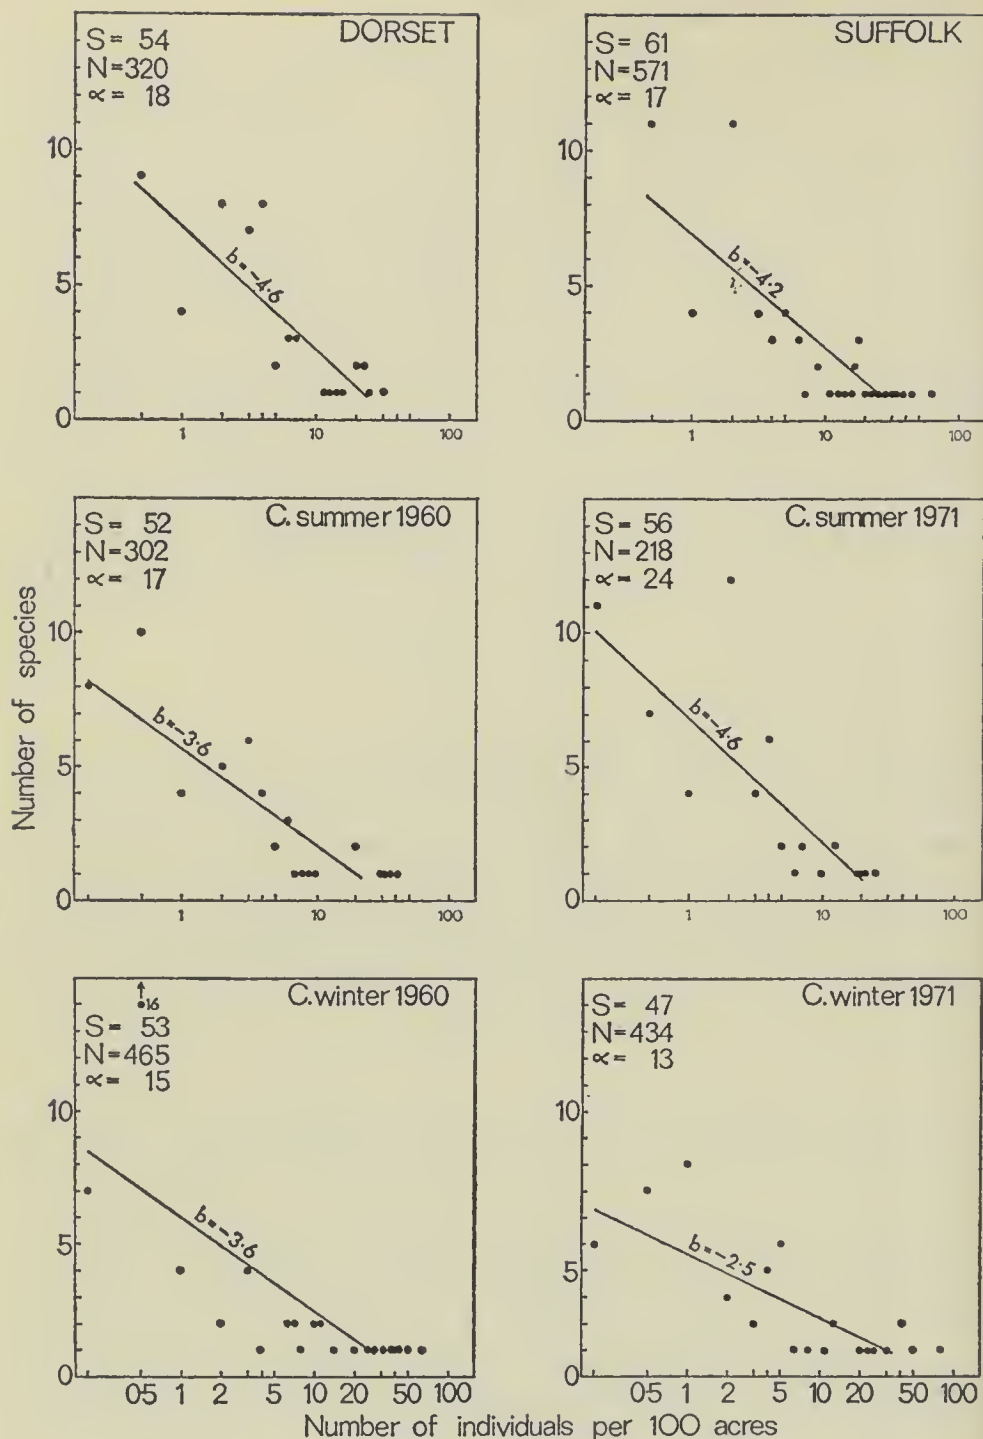 DORSET
S = 54
N=320
∝ = 18
b=-4·6
10
5
0
1 10 100
SUFFOLK
S = 61
N=571
∝ = 17
b=-4·2
10
5
0
1 10 100
C. summer 1960
S = 52
N=302
∝ = 17
b=-3·6
10
5
0
1 10 100
C. summer 1971
S = 56
N=218
∝ = 24
b=-4·6
10
5
0
1 10 100
Number of species
C. winter 1960
16
S = 53
N=465
∝ = 15
b=-3·6
10
5
0
0·5 1 2 5 10 20 50 100
C. winter 1971
S = 47
N=434
∝ = 13
b=-2·5
10
5
0
0·5 1 2 5 10 20 50 100
Number of individuals per 100 acres